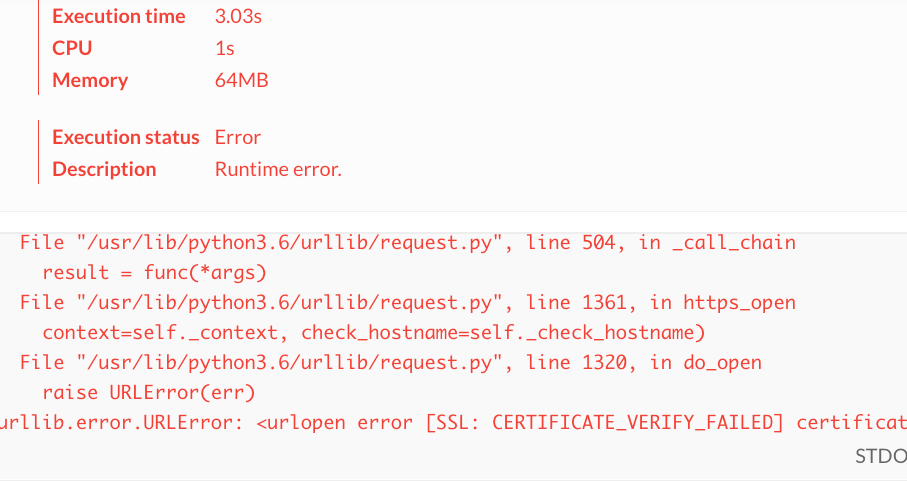 Execution time 3.03s
CPU 1s
Memory 64MB
Execution status Error
Description Runtime error.
File "/usr/lib/python3.6/urllib/request.py", line 504, in _call_chain
result = func(*args)
File "/usr/lib/python3.6/urllib/request.py", line 1361, in https_open
context=self._context, check_hostname=self._check_hostname)
File "/usr/lib/python3.6/urllib/request.py", line 1320, in do_open
raise URLError(err)
urllib.error.URLError: <urlopen error [SSL: CERTIFICATE_VERIFY_FAILED] certificat
STDO